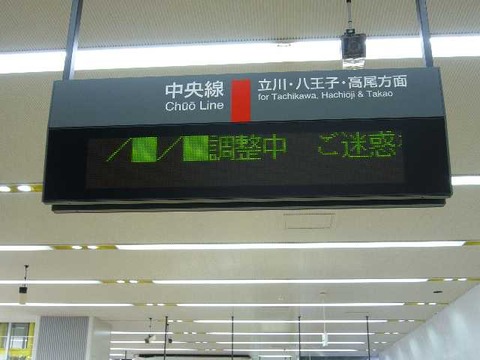 中央線
Chūō Line
立川・八王子・高尾方面
for Tachikawa, Hachioji & Takao
／■／■調整中　ご迷惑